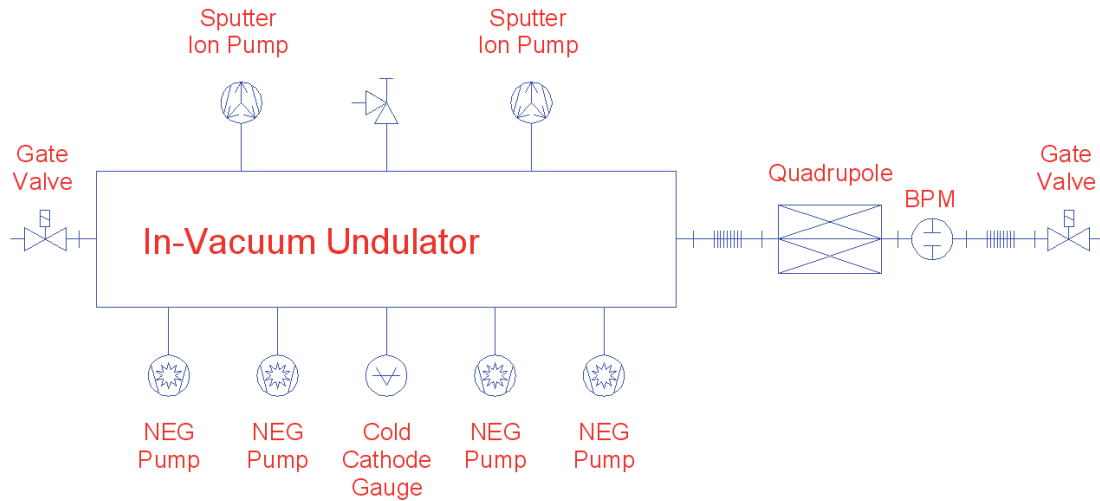 Sputter
Ion Pump
Sputter
Ion Pump
Gate
Valve
Quadrupole
BPM
Gate
Valve
In-Vacuum Undulator
NEG
Pump
NEG
Pump
Cold
Cathode
Gauge
NEG
Pump
NEG
Pump